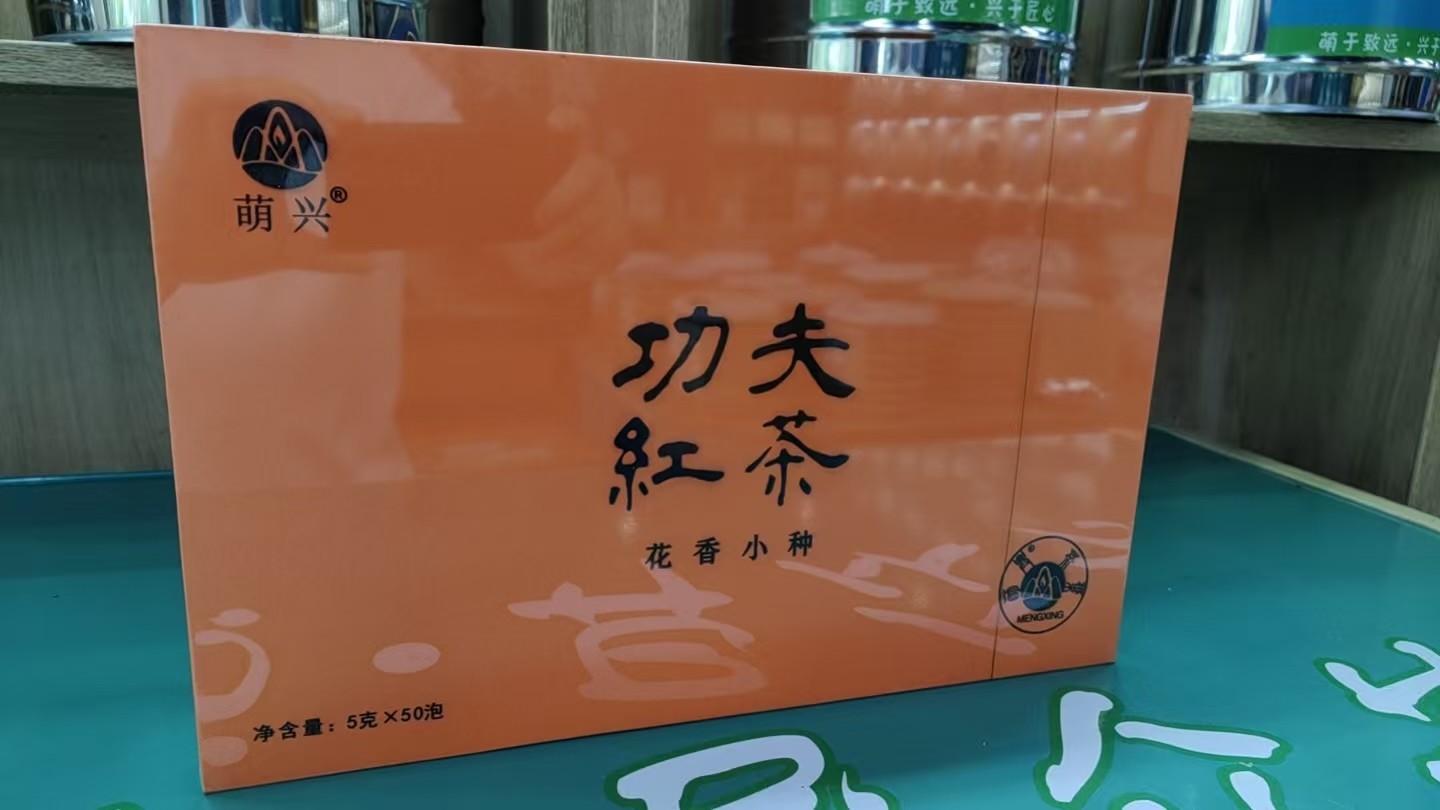 萌于致远·兴于匠心
萌于致远·兴于
萌兴®
功夫
紅茶
花香小种
MENGXING
净含量：5克×50泡